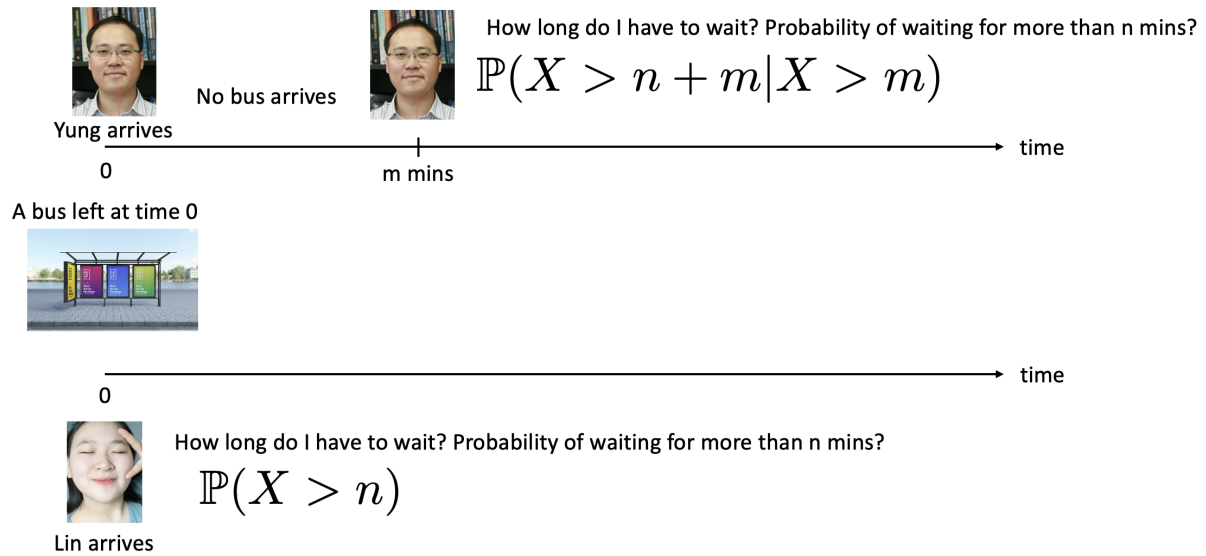 How long do I have to wait? Probability of waiting for more than n mins?
ℙ(X > n + m|X > m)
No bus arrives
Yung arrives
time
0
m mins
A bus left at time 0
time
0
How long do I have to wait? Probability of waiting for more than n mins?
ℙ(X > n)
Lin arrives